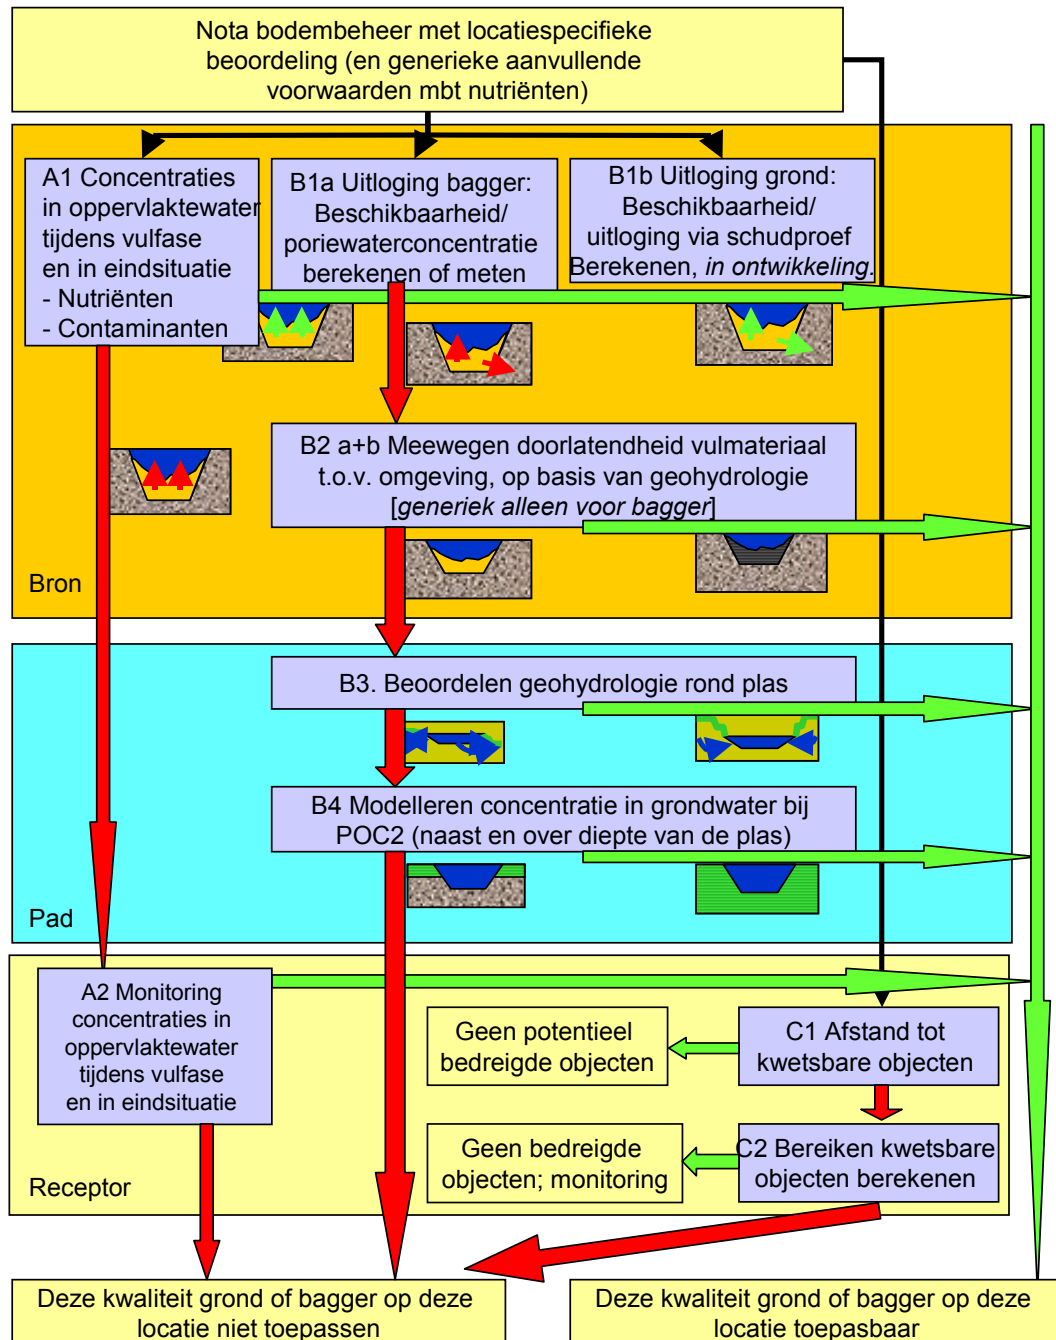 Nota bodembeheer met locatiespecifieke
beoordeling (en generieke aanvullende
voorwaarden mbt nutriënten)
A1 Concentraties
in oppervlaktewater
tijdens vulfase
en in eindsituatie
- Nutriënten
- Contaminanten
B1a Uitloging bagger:
Beschikbaarheid/
poriewaterconcentratie
berekenen of meten
B1b Uitloging grond:
Beschikbaarheid/
uitloging via schudproef
Berekenen, in ontwikkeling.
B2 a+b Meewegen doorlatendheid vulmateriaal
t.o.v. omgeving, op basis van geohydrologie
[generiek alleen voor bagger]
Bron
B3. Beoordelen geohydrologie rond plas
B4 Modelleren concentratie in grondwater bij
POC2 (naast en over diepte van de plas)
Pad
A2 Monitoring
concentraties in
oppervlaktewater
tijdens vulfase
en in eindsituatie
Geen potentieel
bedreigde objecten
C1 Afstand tot
kwetsbare objecten
Geen bedreigde
objecten; monitoring
C2 Bereiken kwetsbare
objecten berekenen
Receptor
Deze kwaliteit grond of bagger op deze
locatie niet toepassen
Deze kwaliteit grond of bagger op deze
locatie toepasbaar